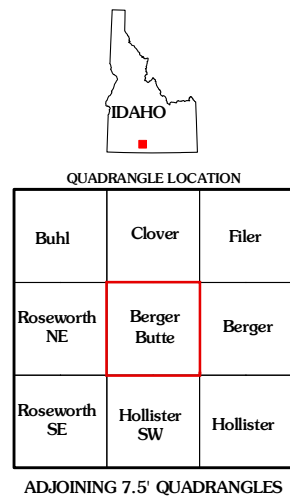 IDAHO
QUADRANGLE LOCATION
Buhl
Clover
Filer
Roseworth
NE
Berger
Butte
Berger
Roseworth
SE
Hollister
SW
Hollister
ADJOINING 7.5' QUADRANGLES